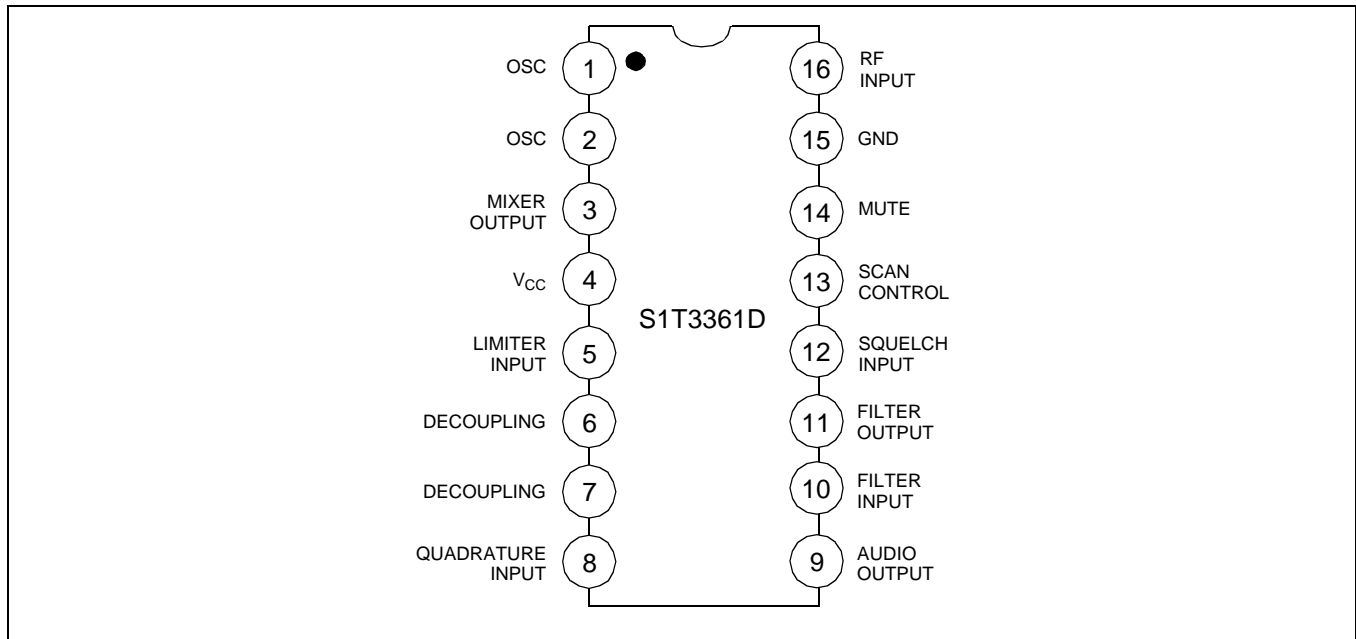 OSC
1
16
RF
INPUT
OSC
2
15
GND
MIXER
OUTPUT
3
14
MUTE
VCC
4
13
SCAN
CONTROL
S1T3361D
LIMITER
INPUT
5
12
SQUELCH
INPUT
DECOUPLING
6
11
FILTER
OUTPUT
DECOUPLING
7
10
FILTER
INPUT
QUADRATURE
INPUT
8
9
AUDIO
OUTPUT